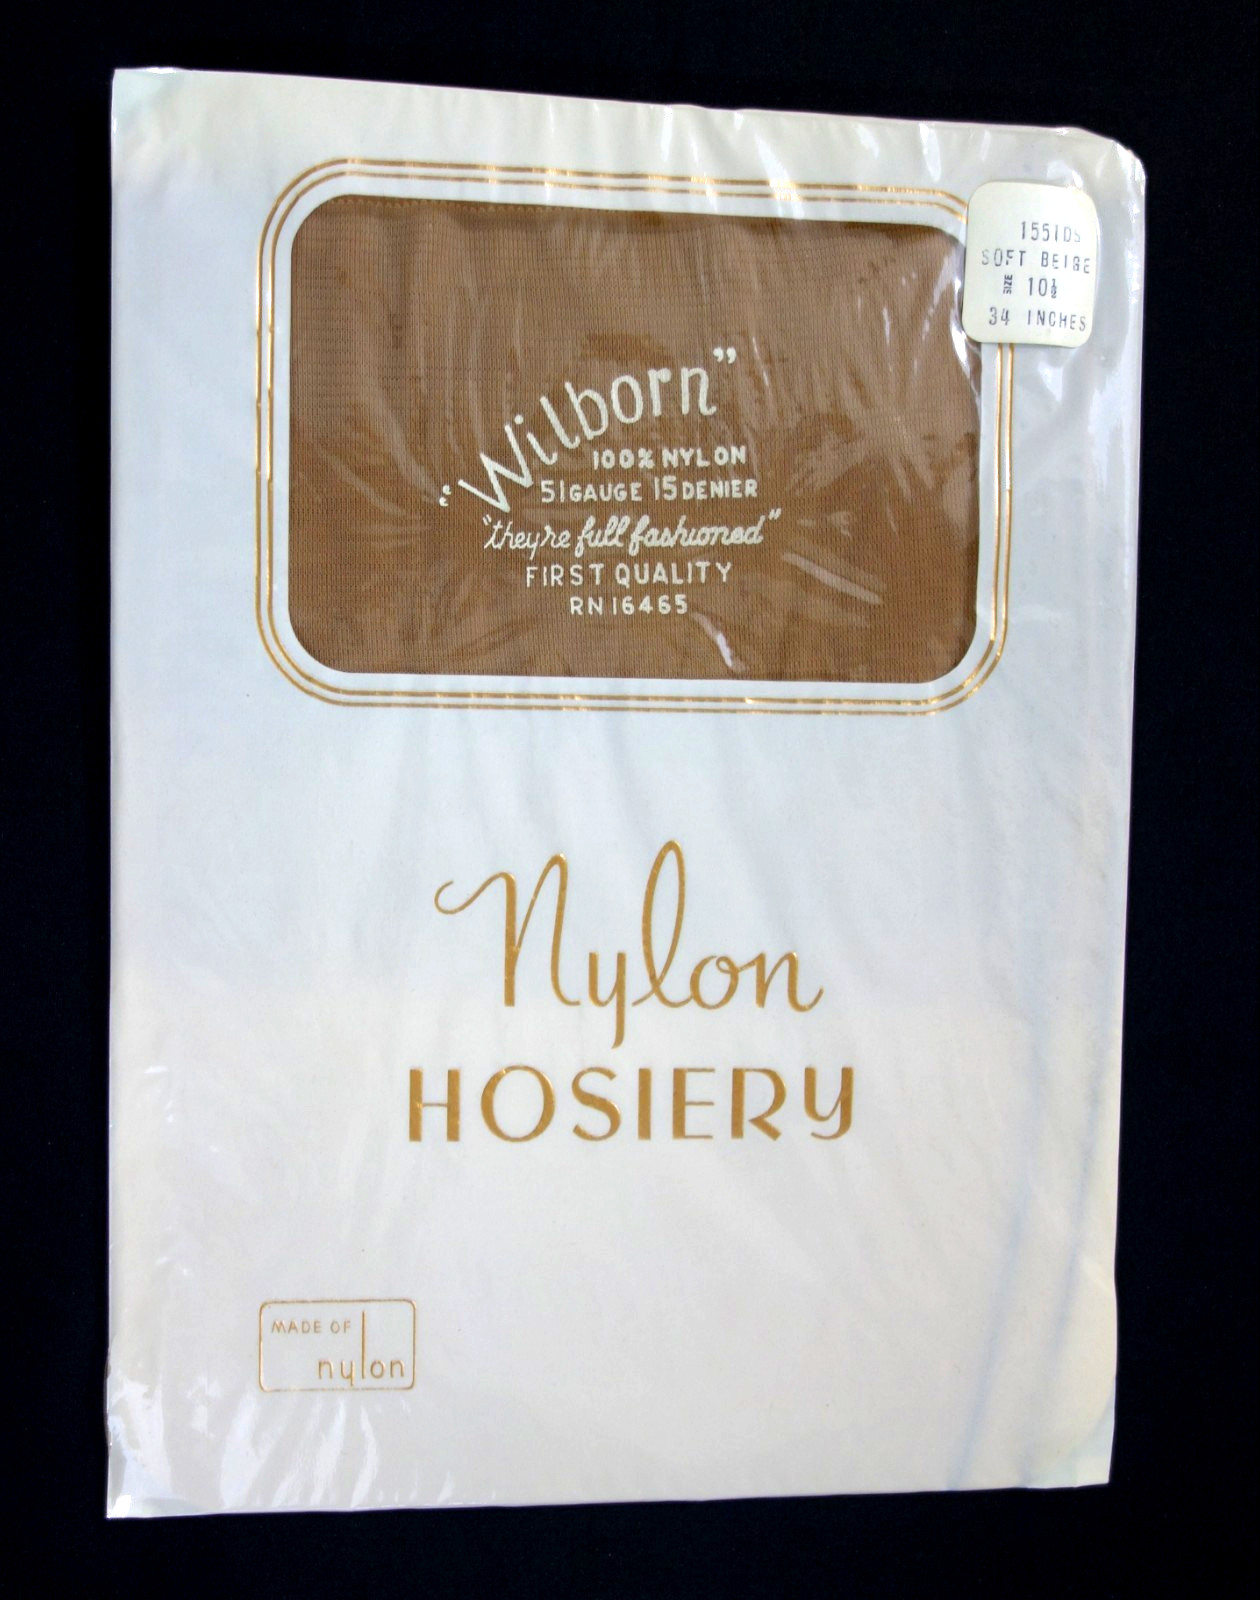 1551DS
SOFT BEIGE
SIZE 10½
34 INCHES
"Wilborn"
100% NYLON
51 GAUGE 15 DENIER
"they're full fashioned"
FIRST QUALITY
RN 16465
Nylon
HOSIERY
MADE OF
nylon